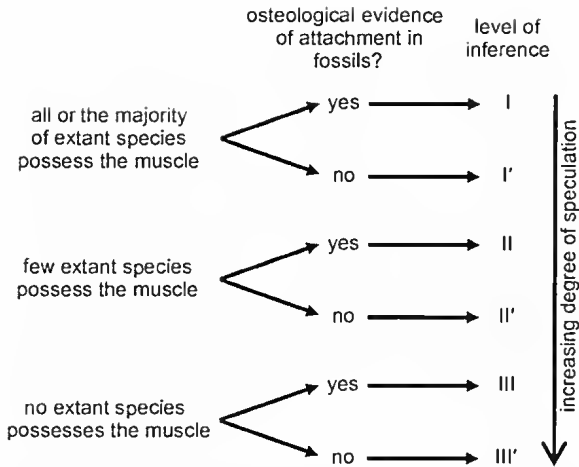 osteological evidence
of attachment in
fossils?
level of
inference
all or the majority
of extant species
possess the muscle
yes
I
no
I′
few extant species
possess the muscle
yes
II
no
II′
no extant species
possesses the muscle
yes
III
no
III′
increasing degree of speculation